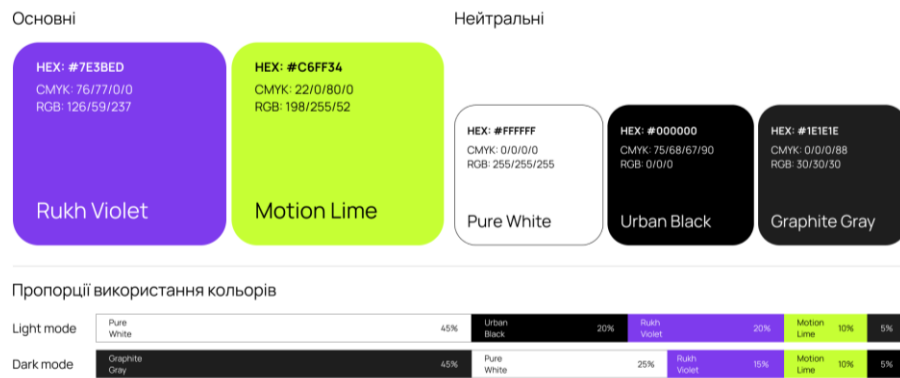 Основні
Нейтральні
HEX: #7E3BED
CMYK: 76/77/0/0
RGB: 126/59/237
Rukh Violet
HEX: #C6FF34
CMYK: 22/0/80/0
RGB: 198/255/52
Motion Lime
HEX: #FFFFFF
CMYK: 0/0/0/0
RGB: 255/255/255
Pure White
HEX: #000000
CMYK: 75/68/67/90
RGB: 0/0/0
Urban Black
HEX: #1E1E1E
CMYK: 0/0/0/88
RGB: 30/30/30
Graphite Gray
Пропорції використання кольорів
Light mode
Pure
White
45%
Urban
Black
20%
Rukh
Violet
20%
Motion
Lime
10%
5%
Dark mode
Graphite
Gray
45%
Pure
White
25%
Rukh
Violet
15%
Motion
Lime
10%
5%